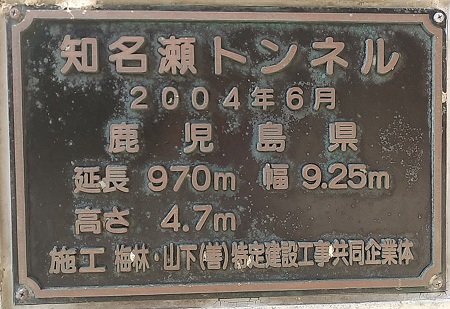 知名瀬トンネル
2004年6月
鹿児島県
延長 970m 幅 9.25m
高さ 4.7m
施工 梅林・山下(善)特定建設工事共同企業体